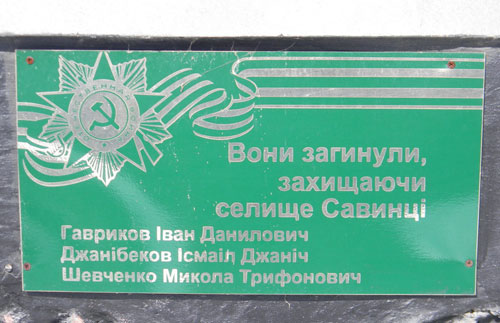 Вони загинули,
захищаючи
селище Савинці
Гавриков Іван Данилович
Джанібеков Ісмаіл Джаніч
Шевченко Микола Трифонович